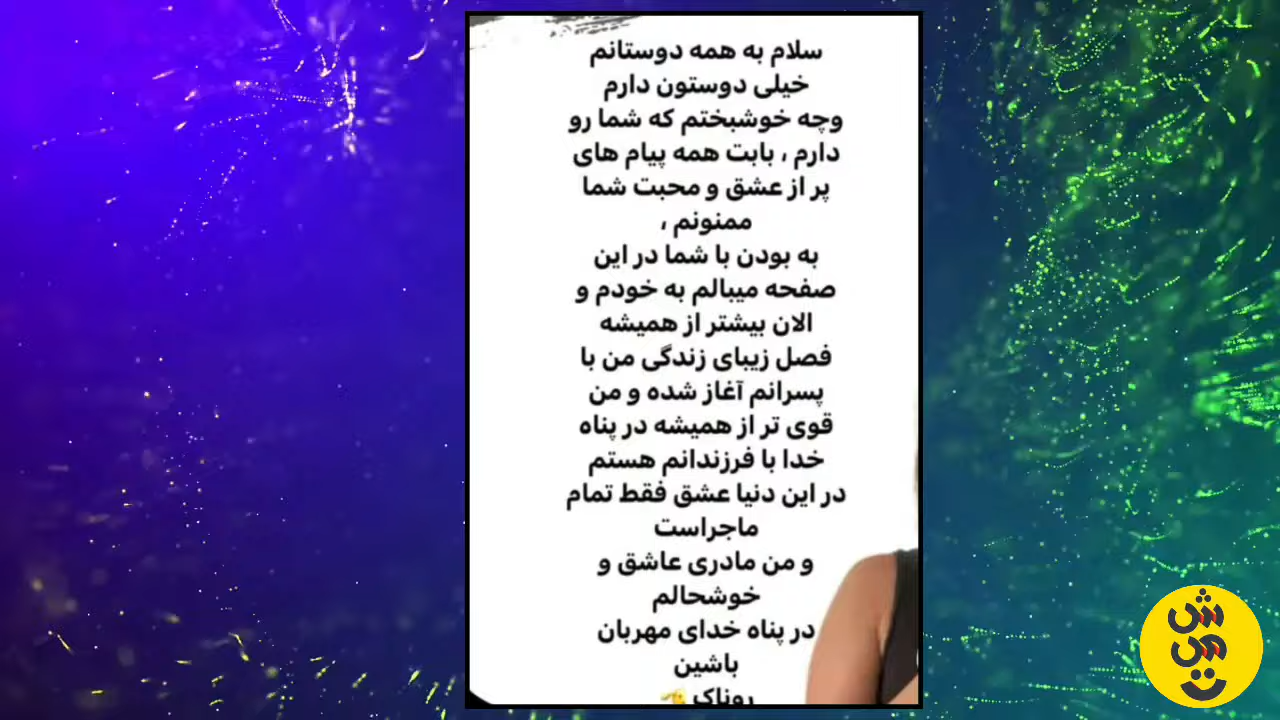 سلام به همه دوستانم
خیلی دوستون دارم
وچه خوشبختم که شما رو
دارم ، بابت همه پیام های
پر از عشق و محبت شما
ممنونم ،
به بودن با شما در این
صفحه میبالم به خودم و
الان بیشتر از همیشه
فصل زیبای زندگی من با
پسرانم آغاز شده و من
قوی تر از همیشه در پناه
خدا با فرزندانم هستم
در این دنیا عشق فقط تمام
ماجراست
و من مادری عاشق و
خوشحالم
در پناه خدای مهربان
باشین
روناک